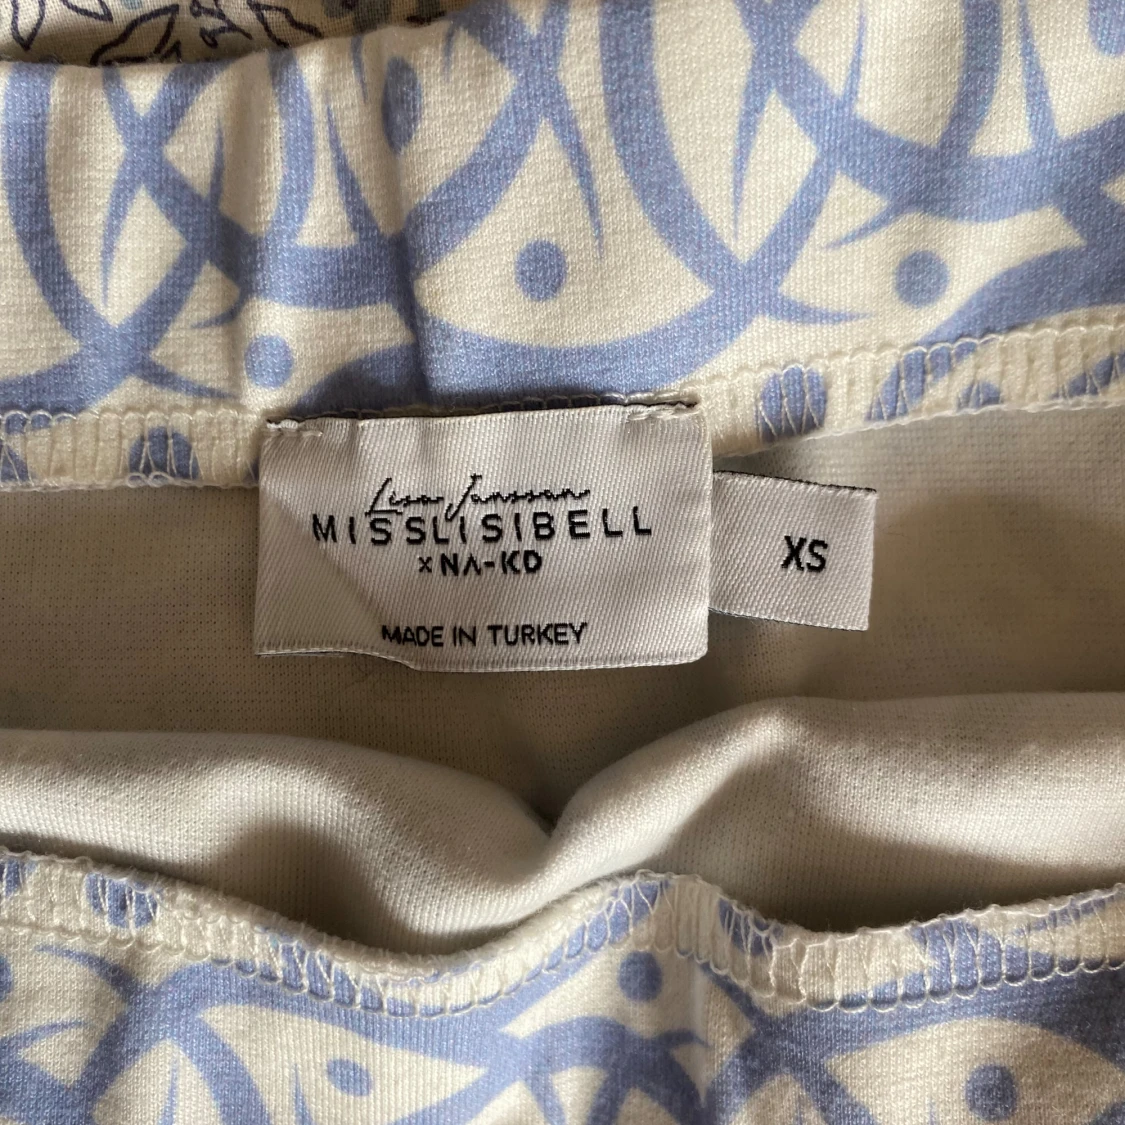 Lisa Jansson
MISSLISIBELL
x NA-KD
MADE IN TURKEY
XS